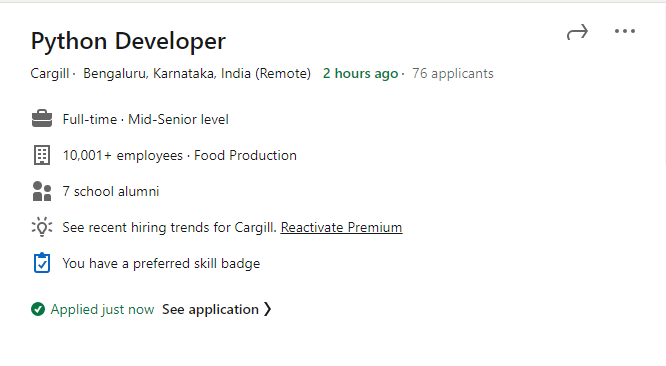 Python Developer
Cargill · Bengaluru, Karnataka, India (Remote) 2 hours ago · 76 applicants
Full-time · Mid-Senior level
10,001+ employees · Food Production
7 school alumni
See recent hiring trends for Cargill. Reactivate Premium
You have a preferred skill badge
Applied just now See application ❯